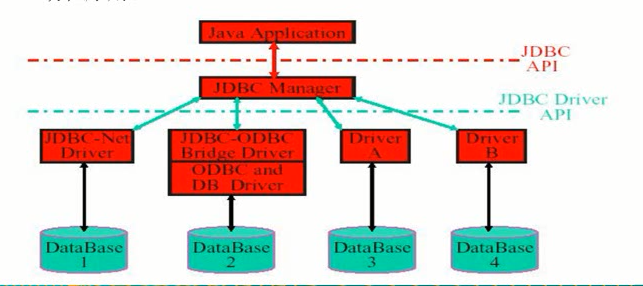 Java Application
JDBC
API
JDBC Manager
JDBC Driver
API
JDBC-Net
Driver
JDBC-ODBC
Bridge Driver
ODBC and
DB Driver
Driver
A
Driver
B
DataBase
1
DataBase
2
DataBase
3
DataBase
4